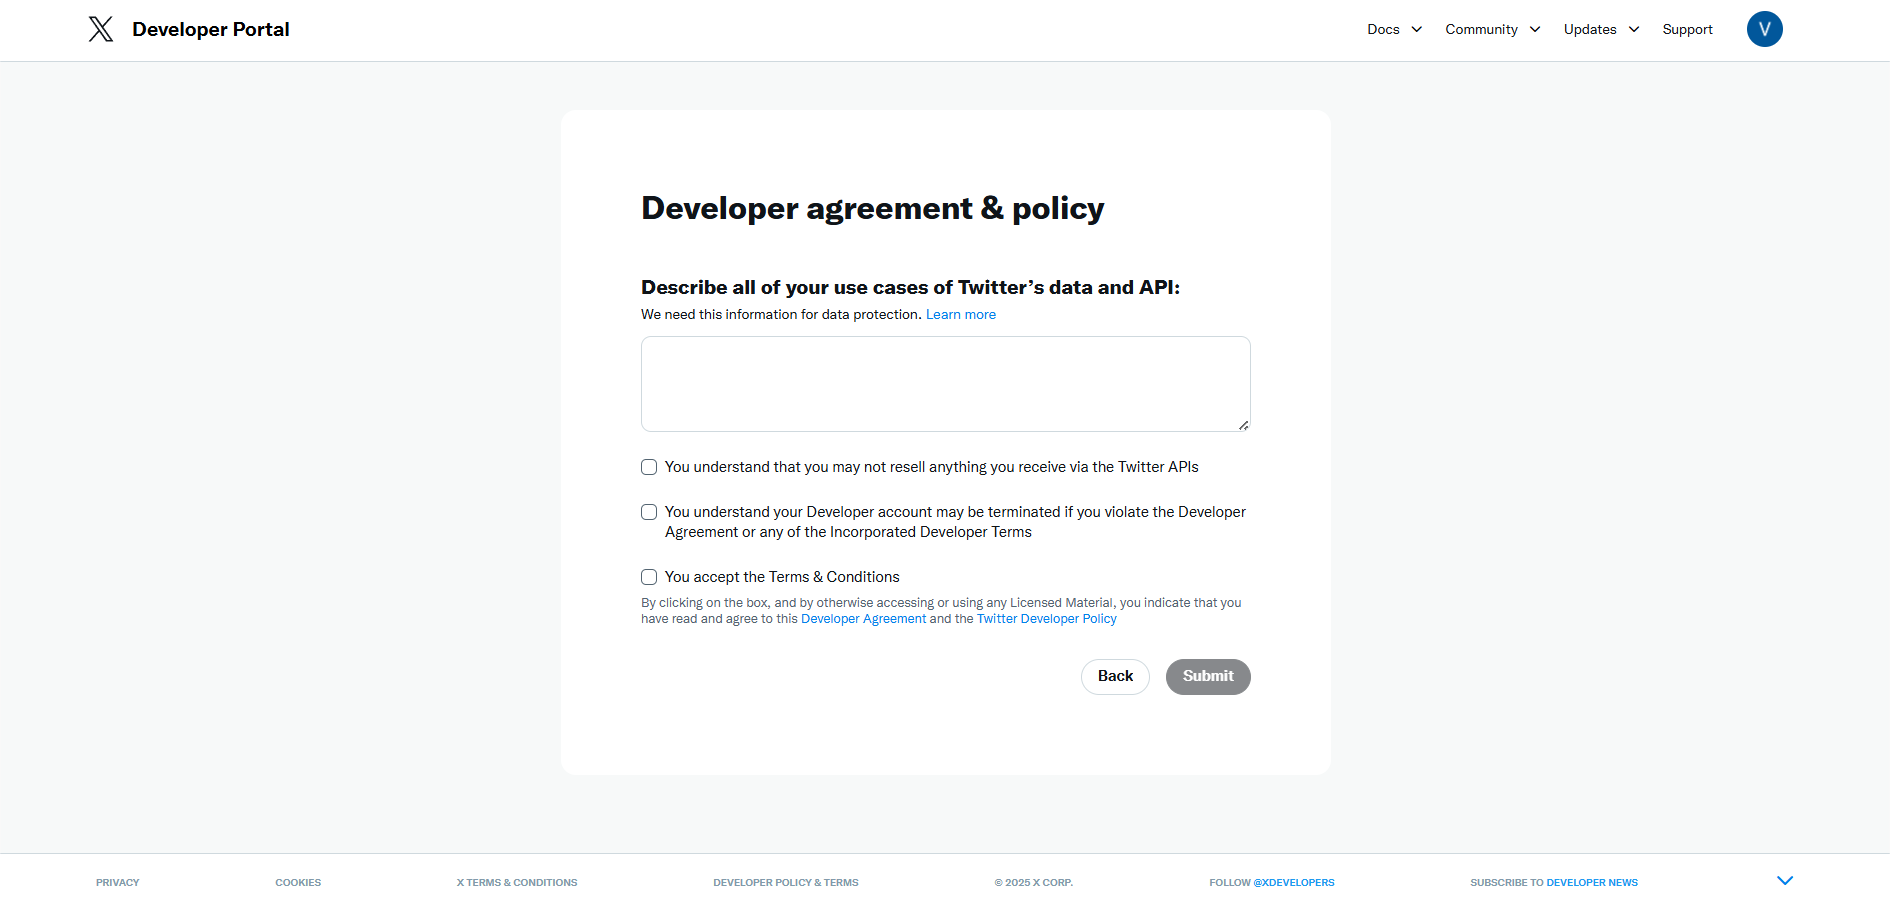 Developer Portal
Docs
Community
Updates
Support
V
Developer agreement & policy
Describe all of your use cases of Twitter’s data and API:
We need this information for data protection. Learn more
You understand that you may not resell anything you receive via the Twitter APIs
You understand your Developer account may be terminated if you violate the Developer
Agreement or any of the Incorporated Developer Terms
You accept the Terms & Conditions
By clicking on the box, and by otherwise accessing or using any Licensed Material, you indicate that you
have read and agree to this Developer Agreement and the Twitter Developer Policy
Back
Submit
PRIVACY
COOKIES
X TERMS & CONDITIONS
DEVELOPER POLICY & TERMS
© 2025 X CORP.
FOLLOW @XDEVELOPERS
SUBSCRIBE TO DEVELOPER NEWS